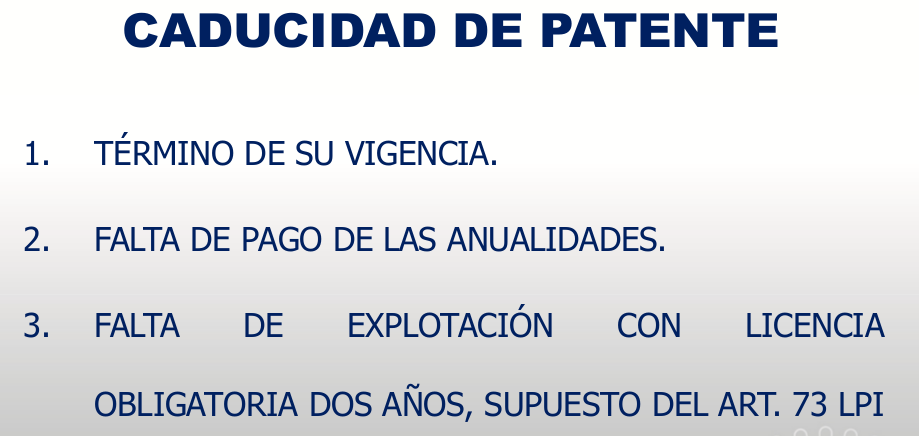 CADUCIDAD DE PATENTE
1. TÉRMINO DE SU VIGENCIA.
2. FALTA DE PAGO DE LAS ANUALIDADES.
3. FALTA DE EXPLOTACIÓN CON LICENCIA
OBLIGATORIA DOS AÑOS, SUPUESTO DEL ART. 73 LPI